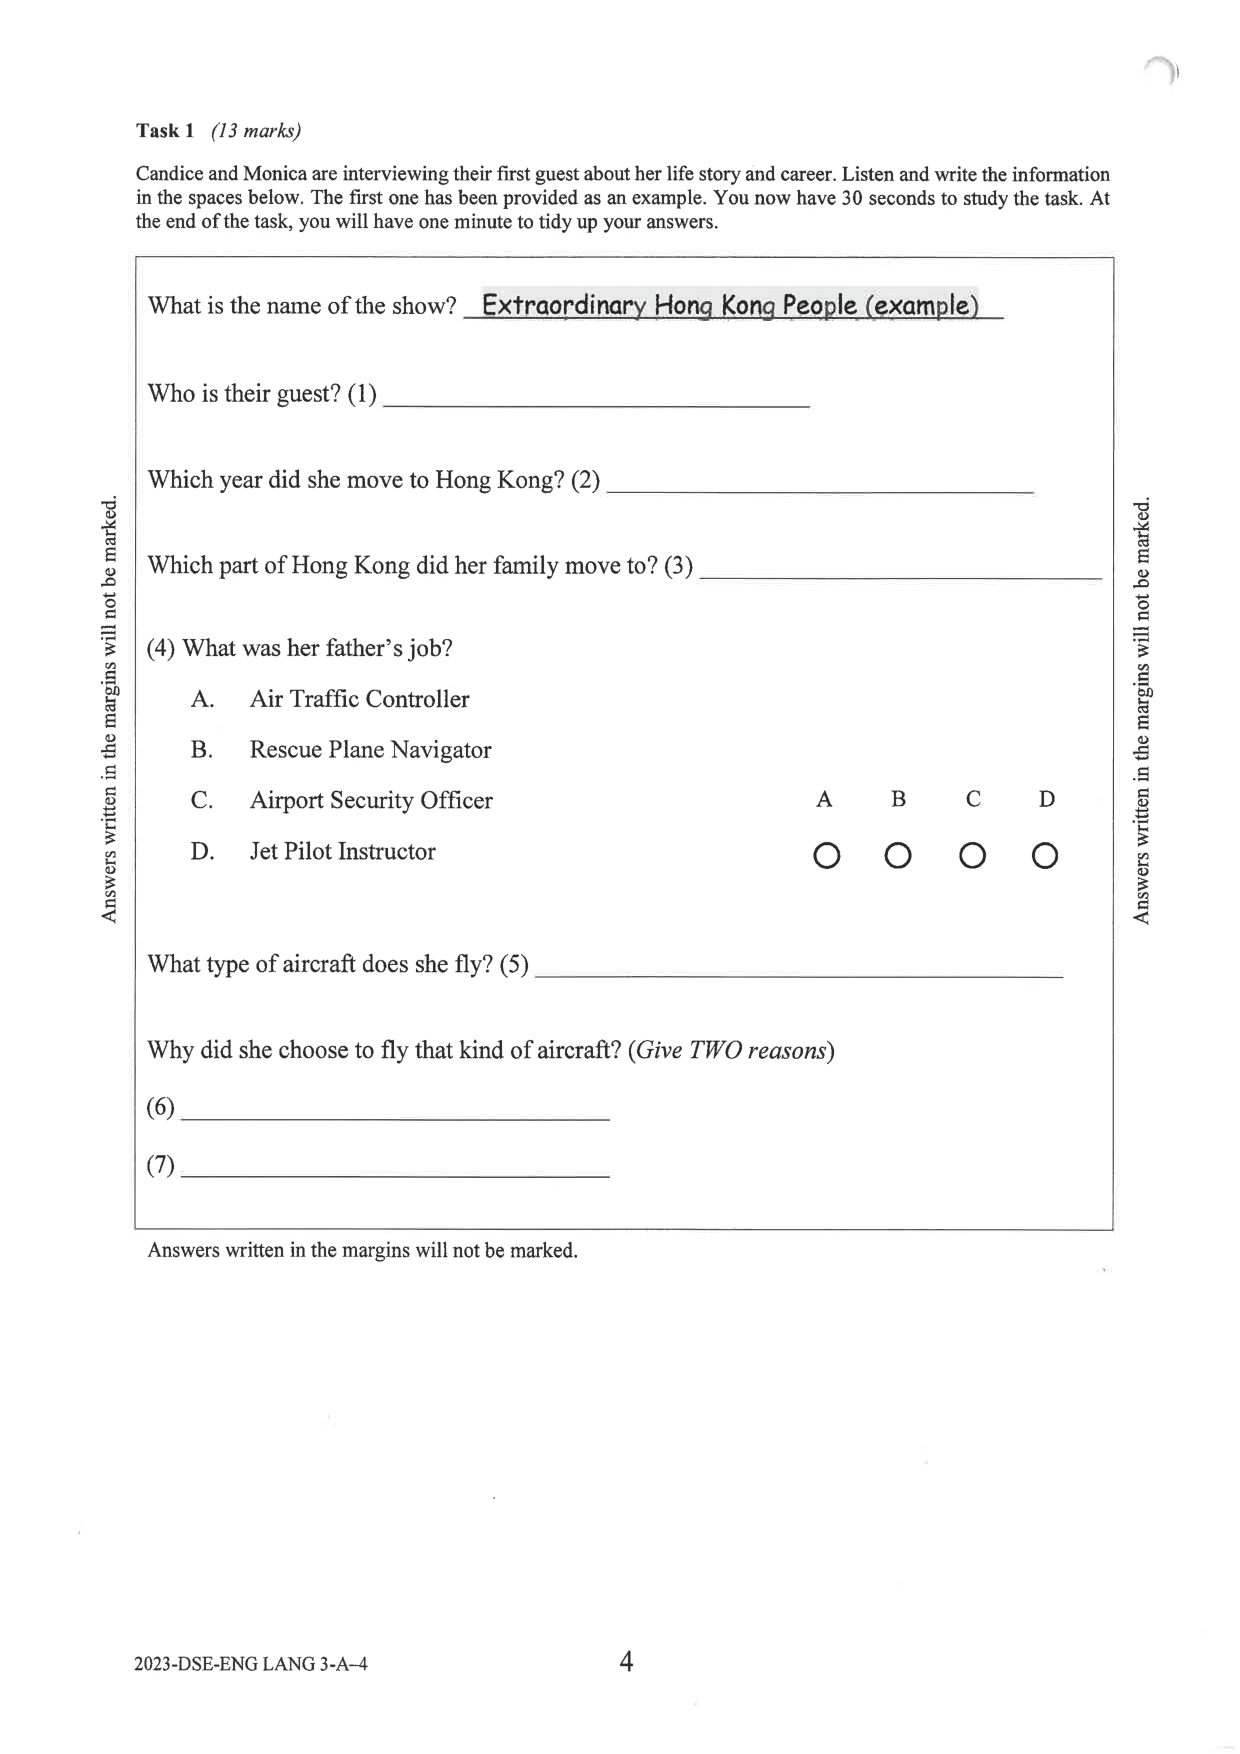 Task 1 (13 marks)
Candice and Monica are interviewing their first guest about her life story and career. Listen and write the information
in the spaces below. The first one has been provided as an example. You now have 30 seconds to study the task. At
the end of the task, you will have one minute to tidy up your answers.
What is the name of the show? Extraordinary Hong Kong People (example)
Who is their guest? (1)
Which year did she move to Hong Kong? (2)
Which part of Hong Kong did her family move to? (3)
(4) What was her father's job?
A. Air Traffic Controller
B. Rescue Plane Navigator
C. Airport Security Officer A B C D
D. Jet Pilot Instructor
What type of aircraft does she fly? (5)
Why did she choose to fly that kind of aircraft? (Give TWO reasons)
(6)
(7)
Answers written in the margins will not be marked.
Answers written in the margins will not be marked.
Answers written in the margins will not be marked.
2023-DSE-ENG LANG 3-A–4
4